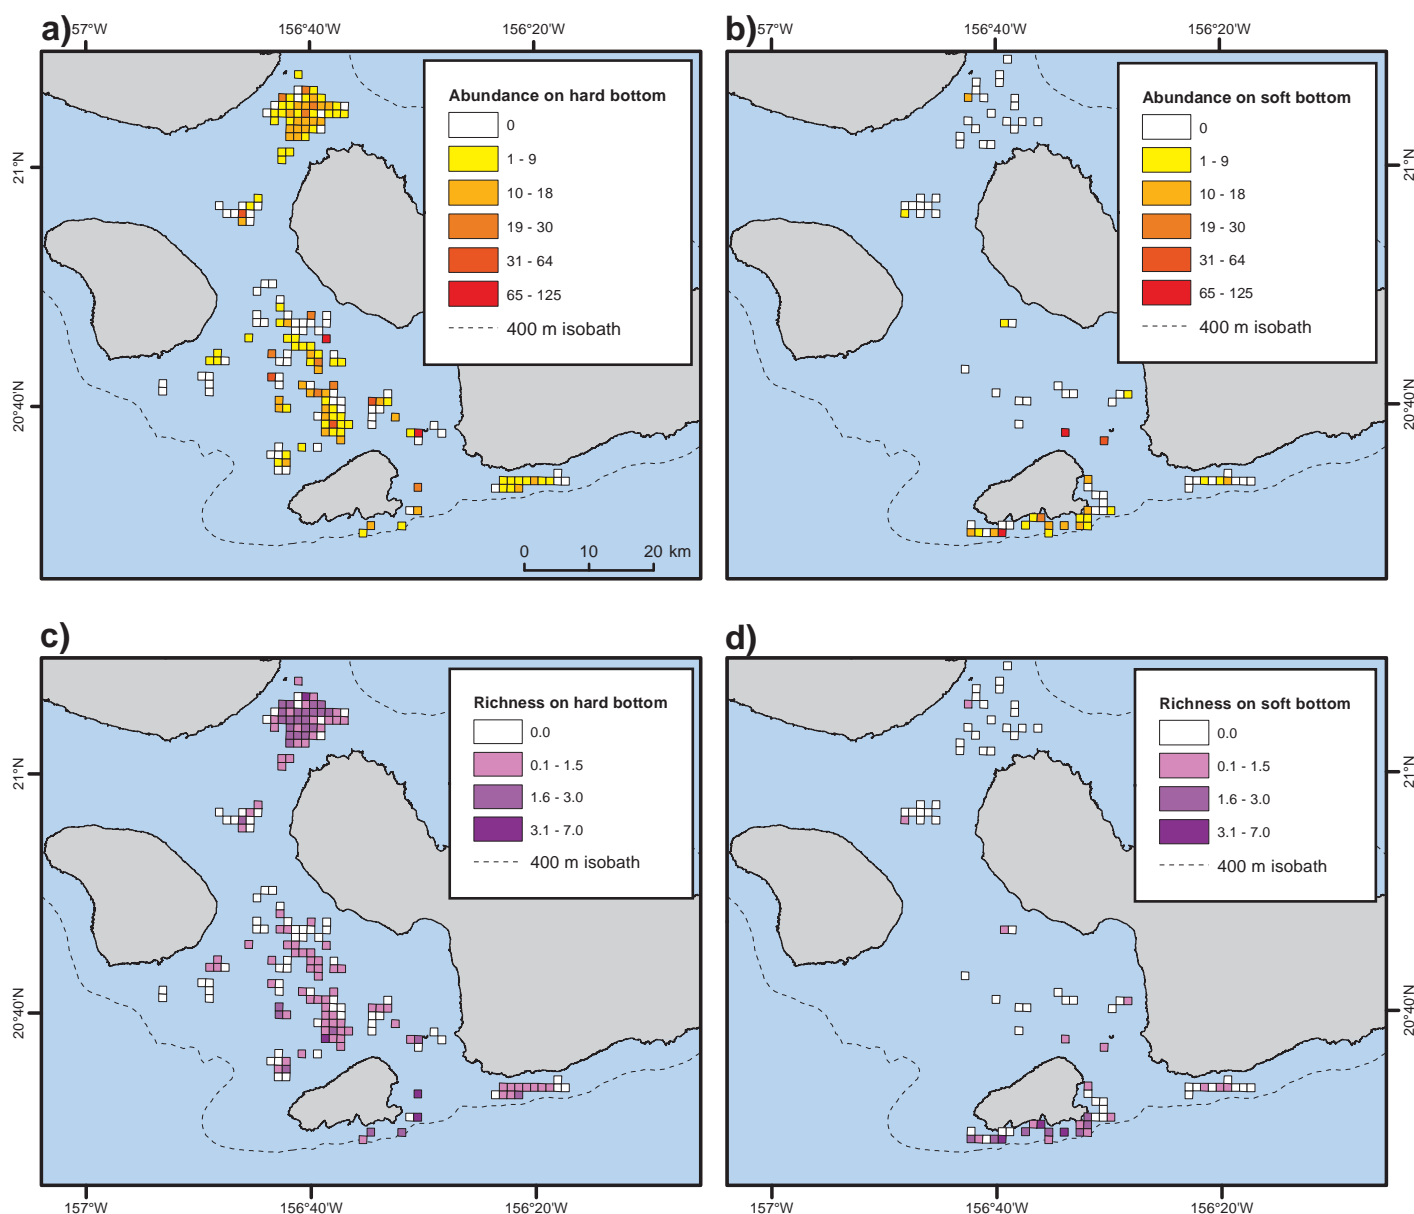 a)
157°W
156°40'W
156°20'W
b)
157°W
156°40'W
156°20'W
Abundance on hard bottom
0
1 - 9
10 - 18
19 - 30
31 - 64
65 - 125
400 m isobath
Abundance on soft bottom
0
1 - 9
10 - 18
19 - 30
31 - 64
65 - 125
400 m isobath
21°N
20°40'N
21°N
20°40'N
0 10 20 km
c)
d)
Richness on hard bottom
0.0
0.1 - 1.5
1.6 - 3.0
3.1 - 7.0
400 m isobath
Richness on soft bottom
0.0
0.1 - 1.5
1.6 - 3.0
3.1 - 7.0
400 m isobath
21°N
20°40'N
21°N
20°40'N
157°W
156°40'W
156°20'W
157°W
156°40'W
156°20'W